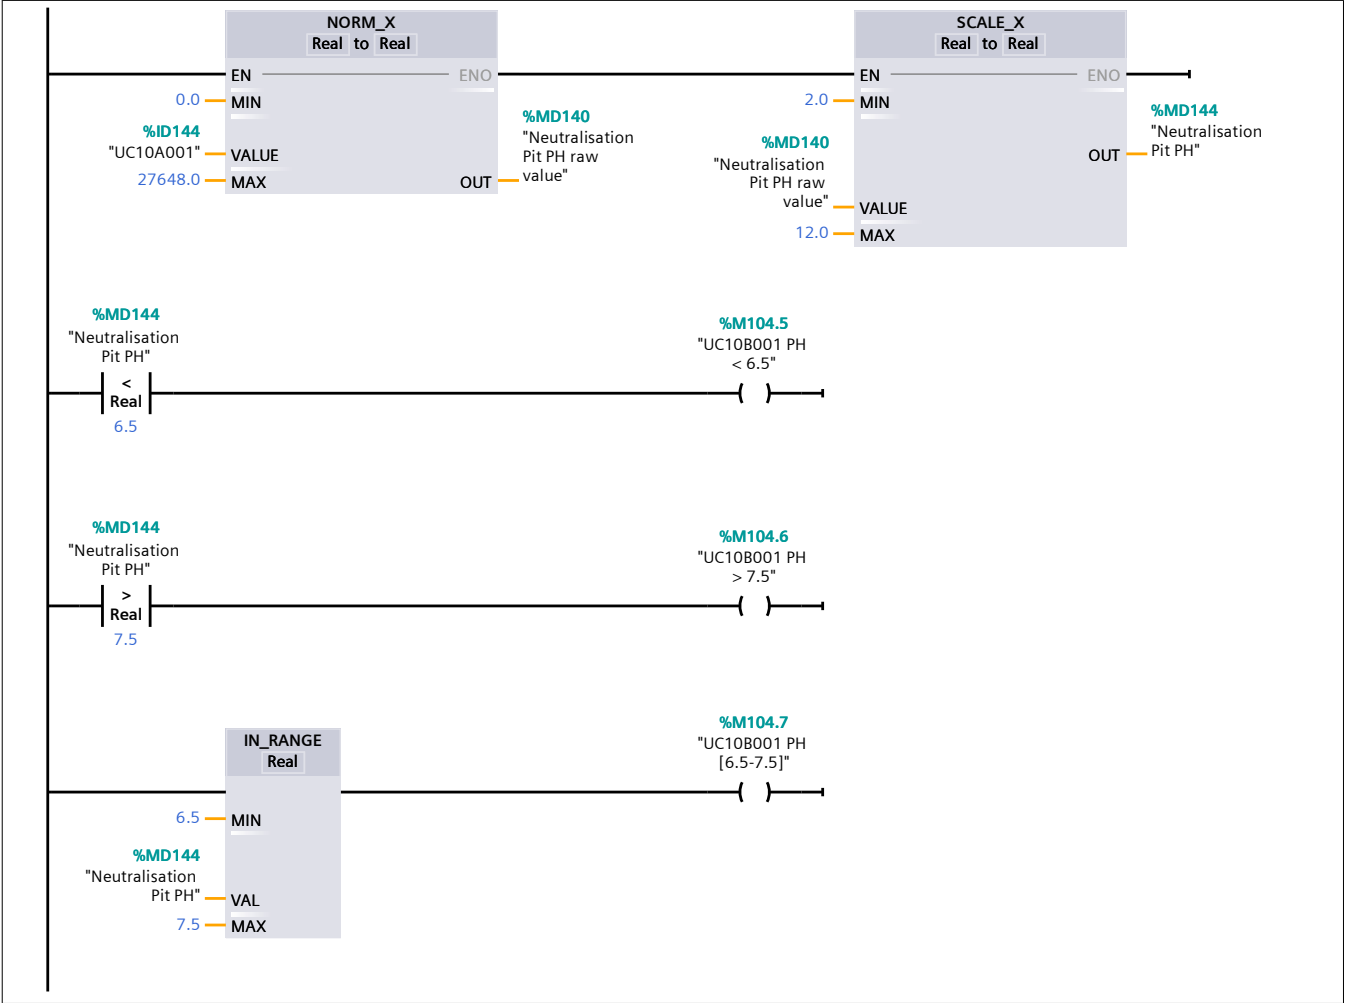 NORM_X
Real to Real
EN
ENO
0.0
MIN
%ID144
"UC10A001"
VALUE
27648.0
MAX
OUT
%MD140
"Neutralisation
Pit PH raw
value"
SCALE_X
Real to Real
EN
ENO
2.0
MIN
%MD140
"Neutralisation
Pit PH raw
value"
VALUE
12.0
MAX
OUT
%MD144
"Neutralisation
Pit PH"
%MD144
"Neutralisation
Pit PH"
<
Real
6.5
%M104.5
"UC10B001 PH
< 6.5"
%MD144
"Neutralisation
Pit PH"
>
Real
7.5
%M104.6
"UC10B001 PH
> 7.5"
IN_RANGE
Real
6.5
MIN
%MD144
"Neutralisation
Pit PH"
VAL
7.5
MAX
%M104.7
"UC10B001 PH
[6.5-7.5]"